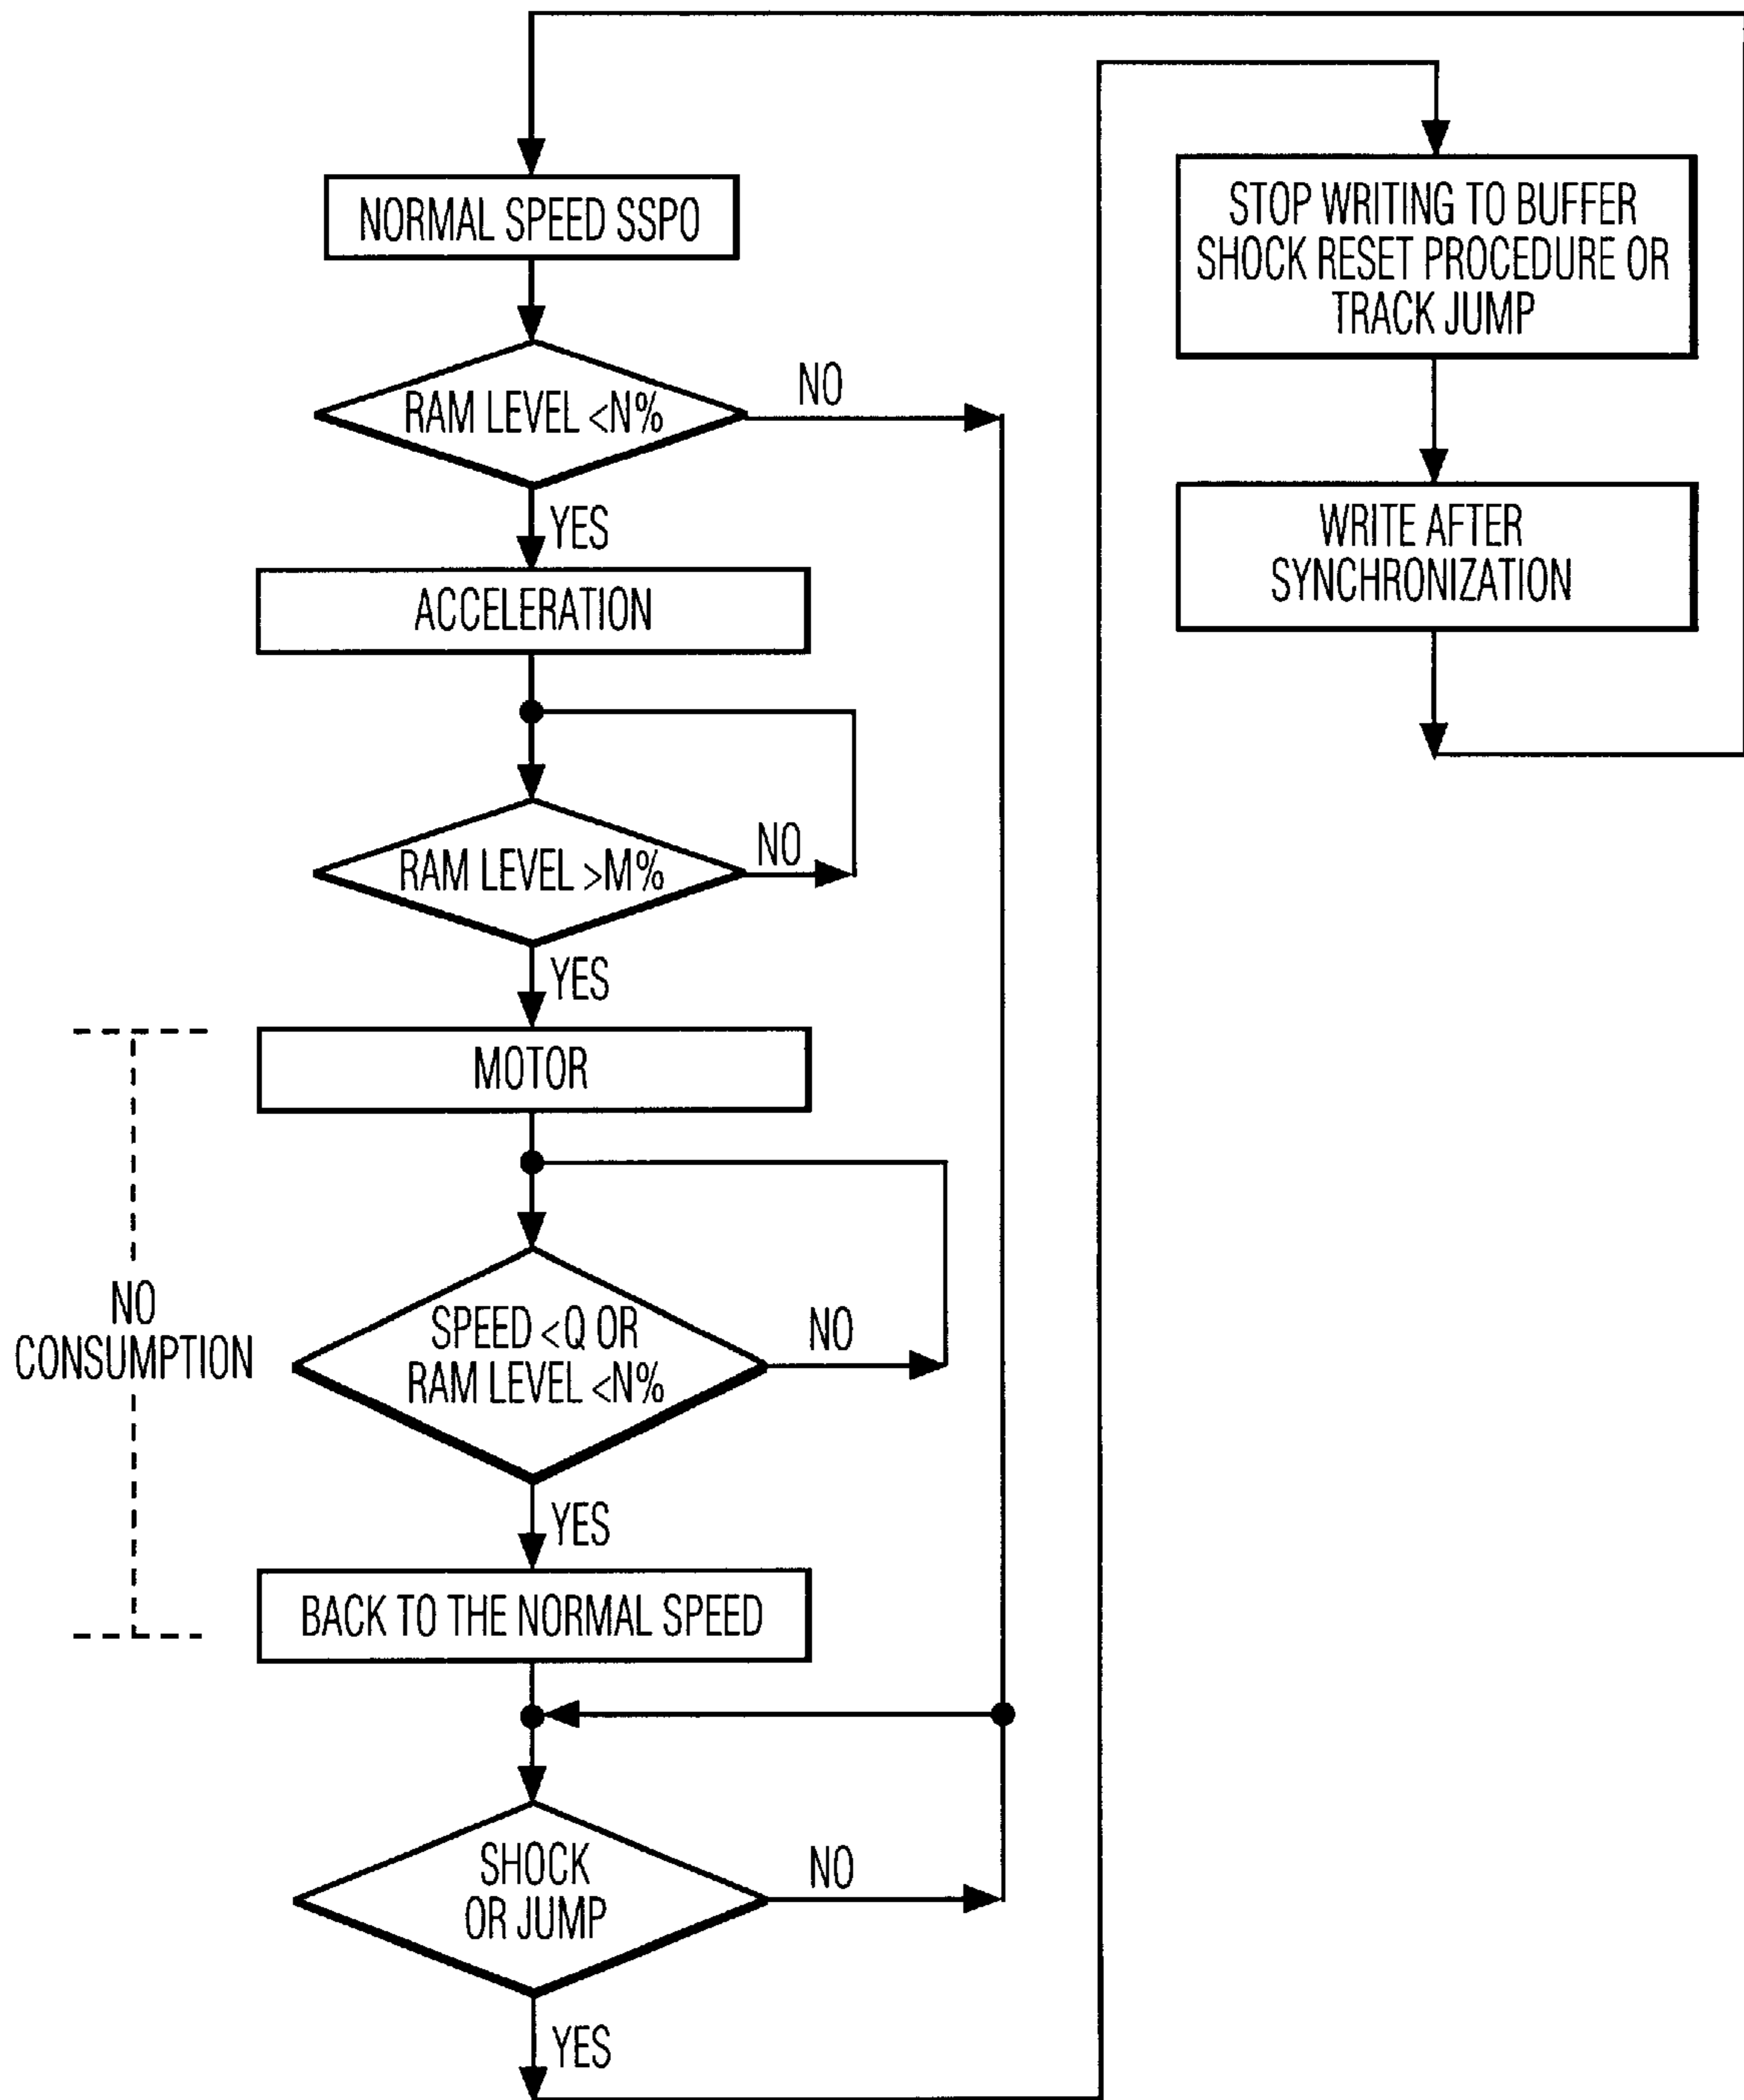 NORMAL SPEED SSPO
RAM LEVEL <N%
NO
YES
ACCELERATION
RAM LEVEL >M%
NO
YES
MOTOR
NO
CONSUMPTION
SPEED <Q OR
RAM LEVEL <N%
NO
YES
BACK TO THE NORMAL SPEED
SHOCK
OR JUMP
NO
YES
STOP WRITING TO BUFFER
SHOCK RESET PROCEDURE OR
TRACK JUMP
WRITE AFTER
SYNCHRONIZATION